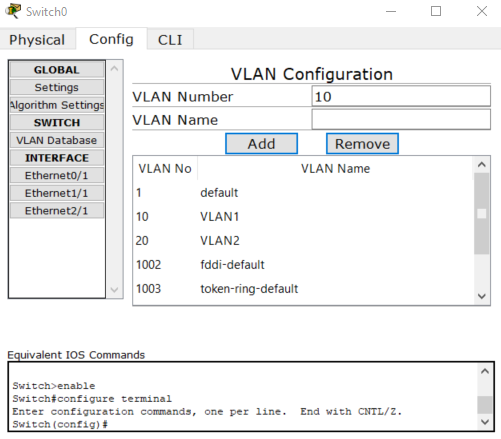 Switch0
Physical Config CLI
GLOBAL
Settings
Algorithm Settings
SWITCH
VLAN Database
INTERFACE
Ethernet0/1
Ethernet1/1
Ethernet2/1
VLAN Configuration
VLAN Number 10
VLAN Name
Add Remove
VLAN No VLAN Name
1 default
10 VLAN1
20 VLAN2
1002 fddi-default
1003 token-ring-default
Equivalent IOS Commands
Switch>enable
Switch#configure terminal
Enter configuration commands, one per line.  End with CNTL/Z.
Switch(config)#